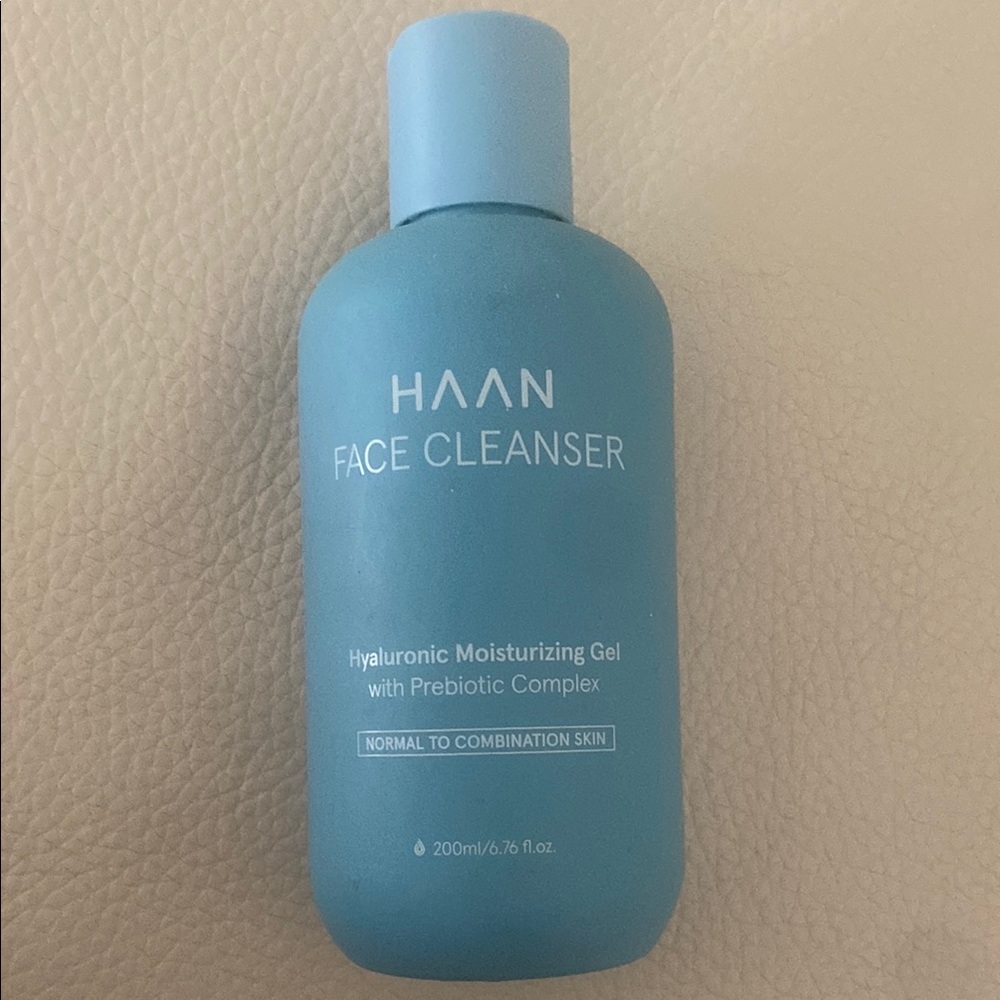 HAAN
FACE CLEANSER
Hyaluronic Moisturizing Gel
with Prebiotic Complex
NORMAL TO COMBINATION SKIN
200ml/6.76 fl.oz.